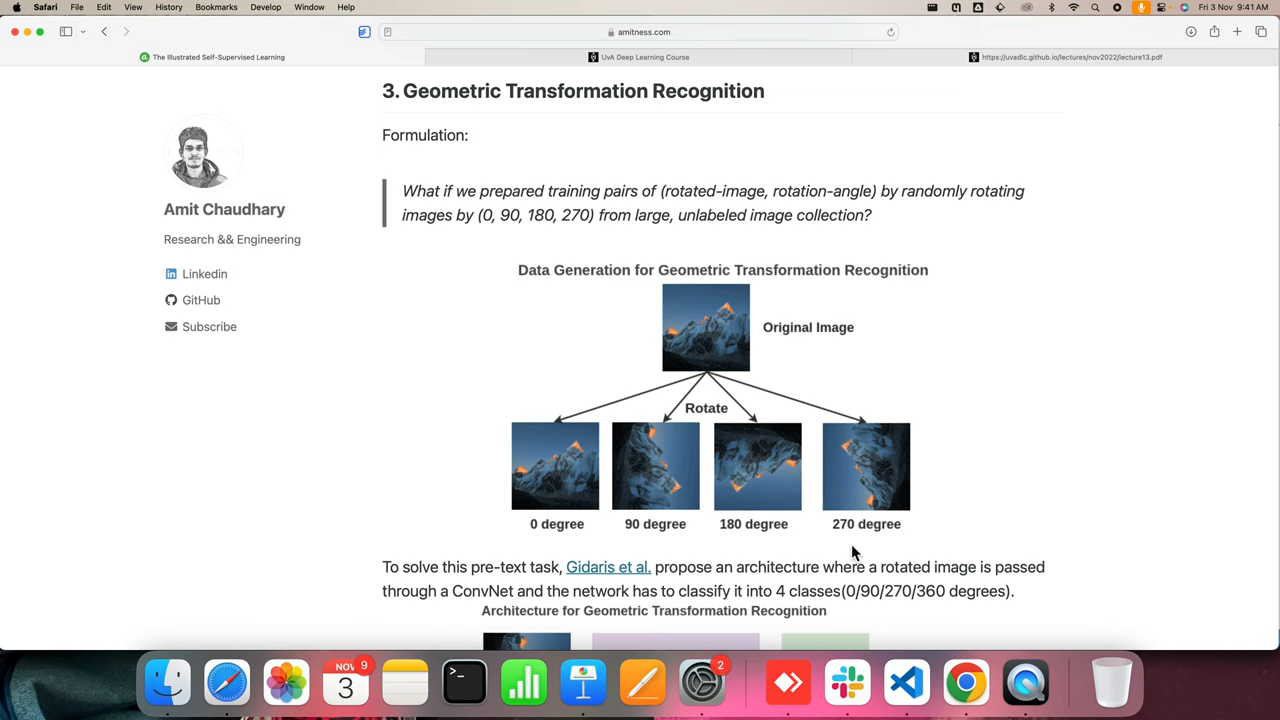 Safari File Edit View History Bookmarks Develop Window Help
Fri 3 Nov 9:41 AM
amitness.com
The Illustrated Self-Supervised Learning
UvA Deep Learning Course
https://uvadlc.github.io/lectures/nov2022/lecture13.pdf
3. Geometric Transformation Recognition
Formulation:
What if we prepared training pairs of (rotated-image, rotation-angle) by randomly rotating
images by (0, 90, 180, 270) from large, unlabeled image collection?
Amit Chaudhary
Research && Engineering
Linkedin
GitHub
Subscribe
Data Generation for Geometric Transformation Recognition
Original Image
Rotate
0 degree 90 degree 180 degree 270 degree
To solve this pre-text task, Gidaris et al. propose an architecture where a rotated image is passed
through a ConvNet and the network has to classify it into 4 classes(0/90/270/360 degrees).
Architecture for Geometric Transformation Recognition
NOV 9
3
2